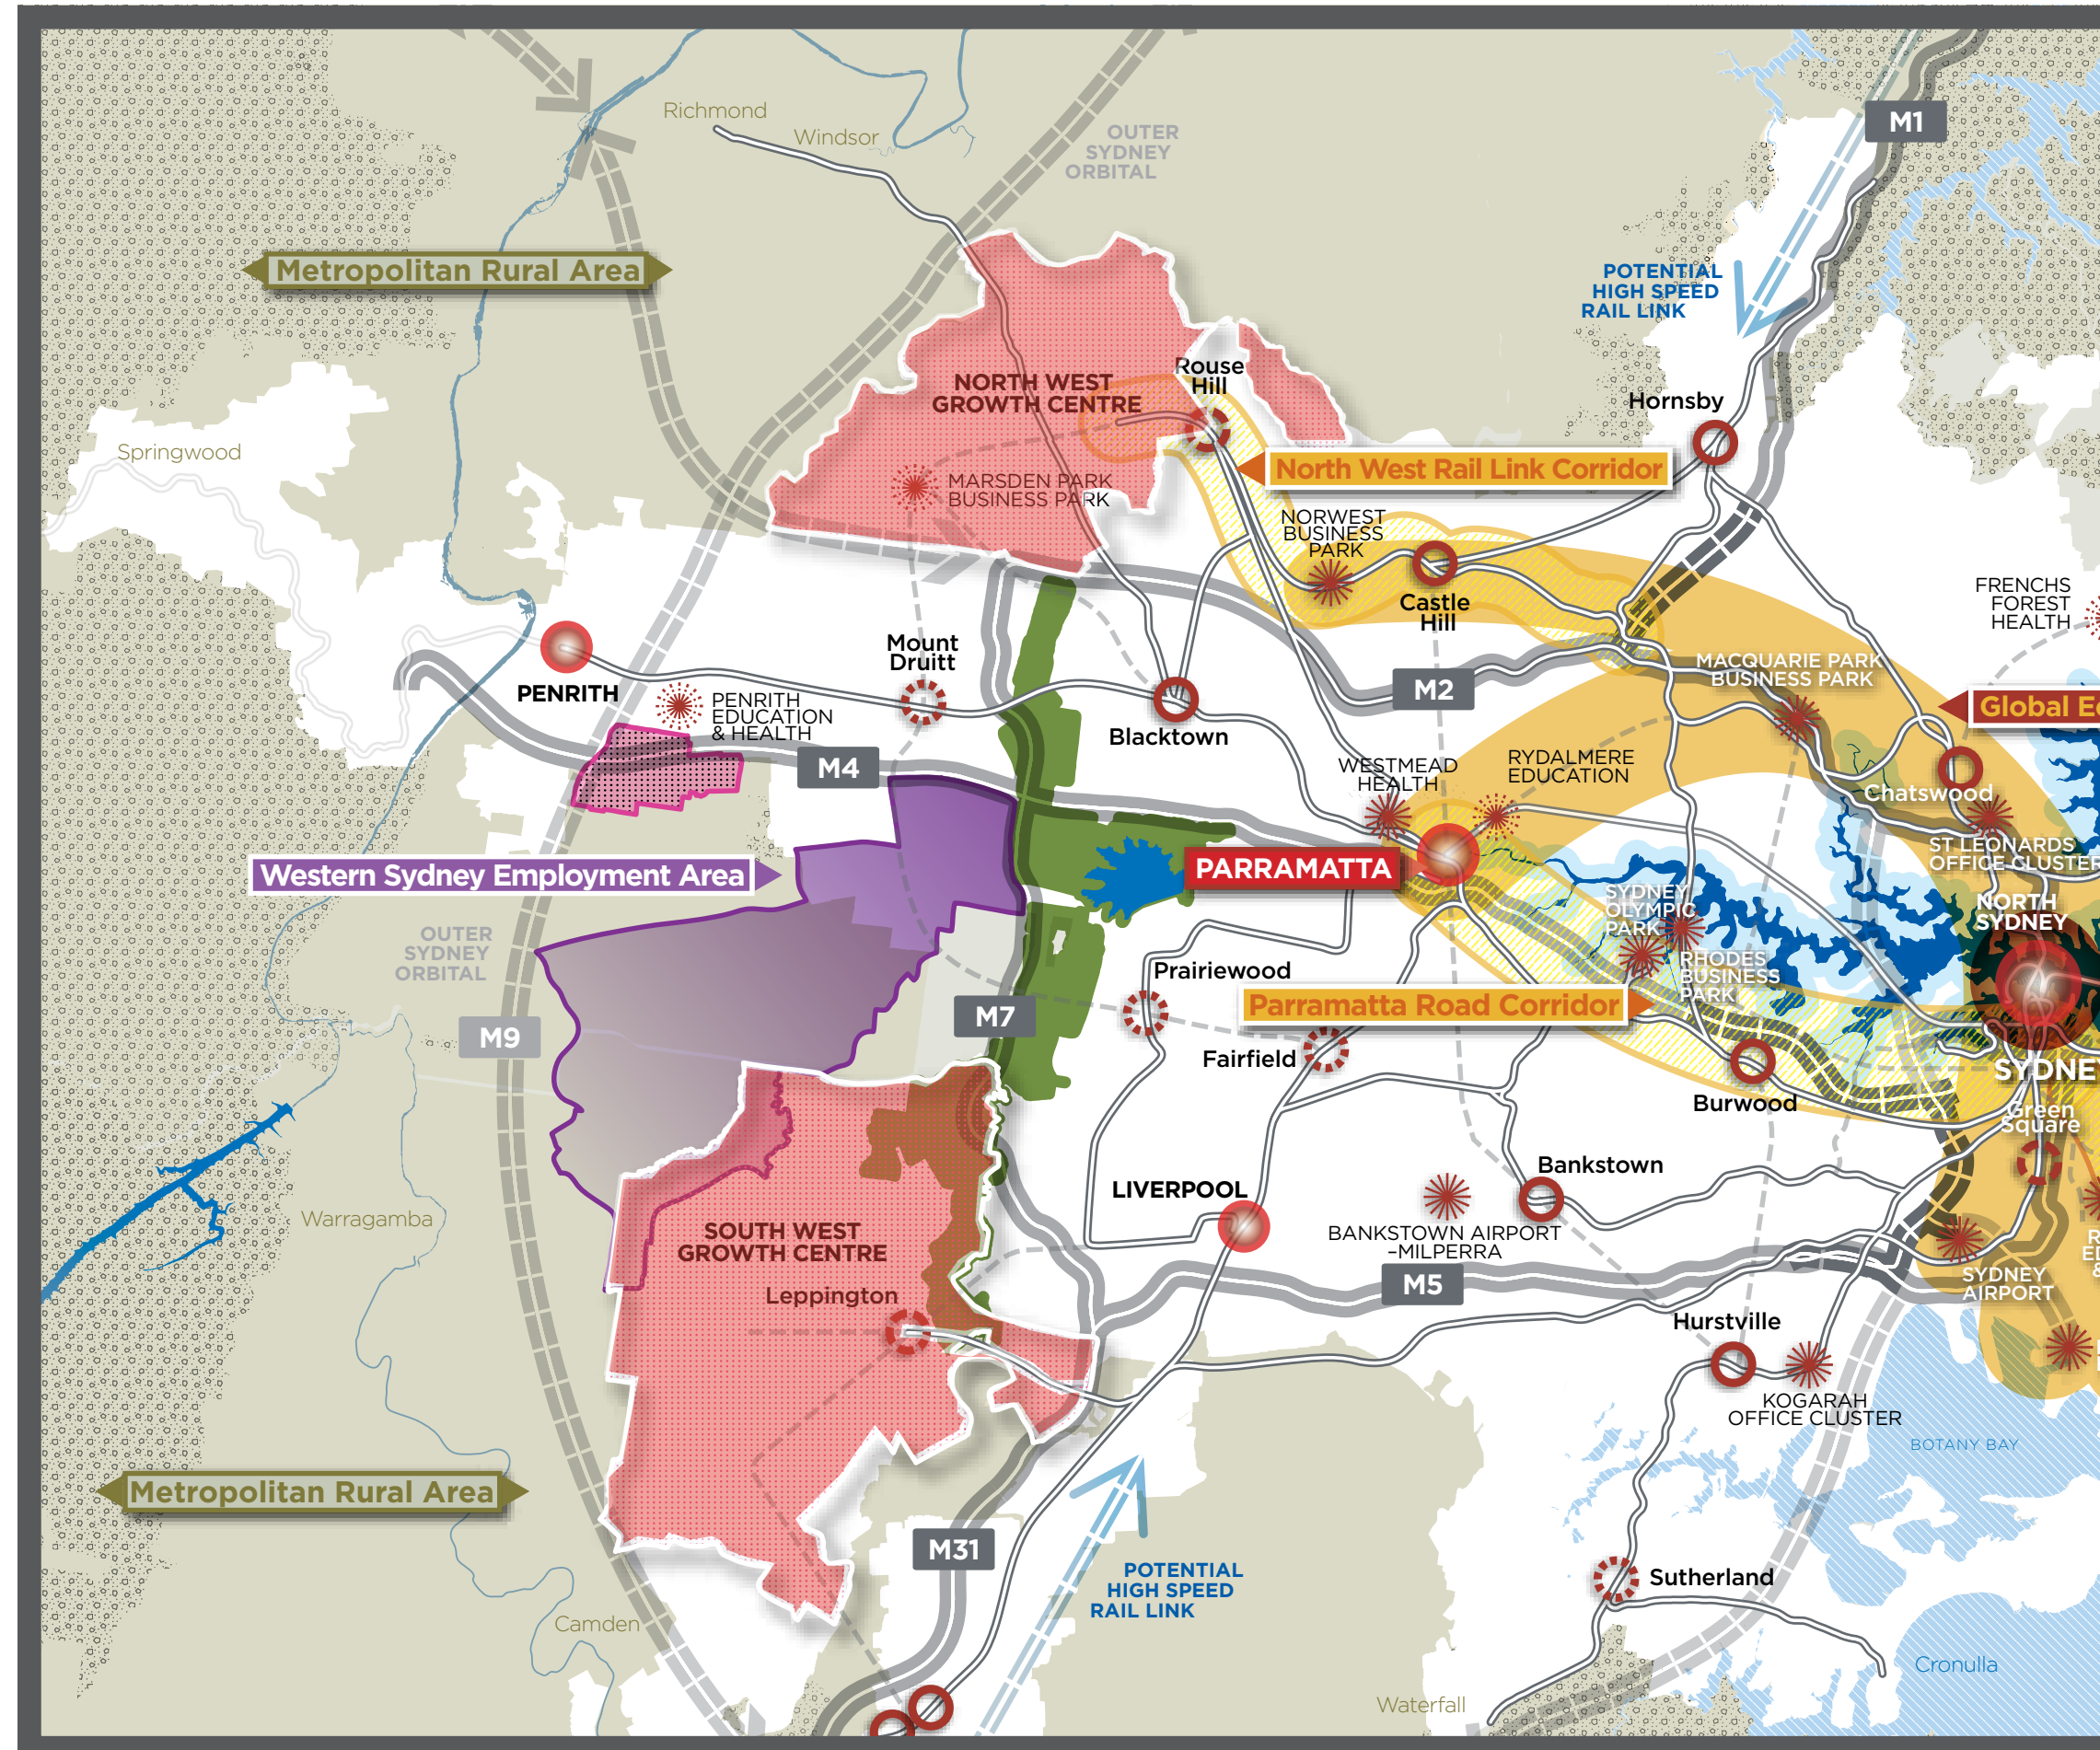 M1
Richmond
Windsor
OUTER
SYDNEY
ORBITAL
Metropolitan Rural Area
POTENTIAL
HIGH SPEED
RAIL LINK
Rouse
Hill
NORTH WEST
GROWTH CENTRE
Hornsby
Springwood
North West Rail Link Corridor
MARSDEN PARK
BUSINESS PARK
NORWEST
BUSINESS
PARK
Castle
Hill
FRENCHS
FOREST
HEALTH
Mount
Druitt
PENRITH
PENRITH
EDUCATION
& HEALTH
M2
MACQUARIE PARK
BUSINESS PARK
Global
Blacktown
M4
WESTMEAD
HEALTH
RYDALMERE
EDUCATION
Chatswood
ST LEONARDS
OFFICE CLUSTER
PARRAMATTA
Western Sydney Employment Area
SYDNEY
OLYMPIC
PARK
NORTH
SYDNEY
OUTER
SYDNEY
ORBITAL
Prairiewood
RHODES
BUSINESS
PARK
Parramatta Road Corridor
M7
M9
Fairfield
SYDNE
Burwood
Green
Square
Bankstown
LIVERPOOL
Warragamba
SOUTH WEST
GROWTH CENTRE
BANKSTOWN AIRPORT
–MILPERRA
M5
SYDNEY
AIRPORT
Leppington
Hurstville
KOGARAH
OFFICE CLUSTER
BOTANY BAY
Metropolitan Rural Area
M31
POTENTIAL
HIGH SPEED
RAIL LINK
Sutherland
Camden
Cronulla
Waterfall